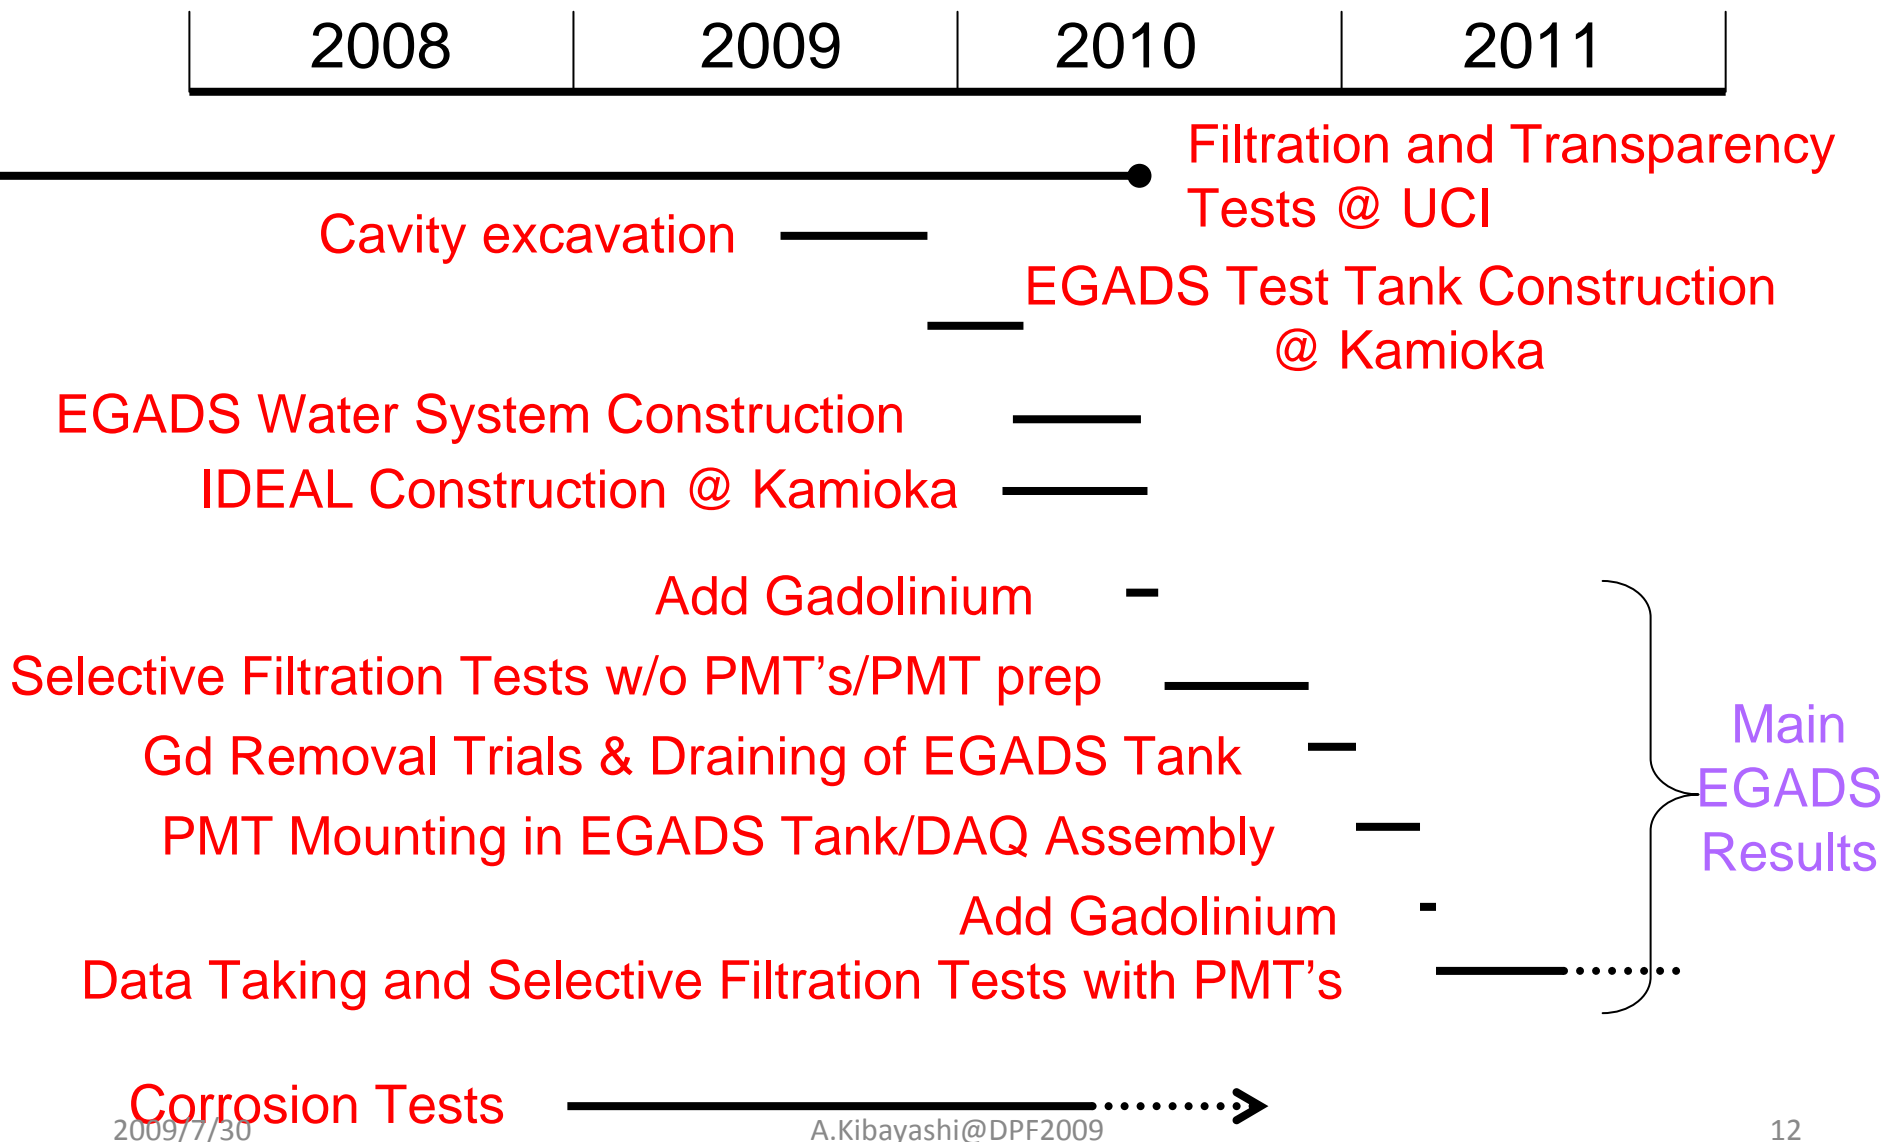 2008 2009 2010 2011
Filtration and Transparency
Tests @ UCI
Cavity excavation
EGADS Test Tank Construction
@ Kamioka
EGADS Water System Construction
IDEAL Construction @ Kamioka
Add Gadolinium
Selective Filtration Tests w/o PMT’s/PMT prep
Gd Removal Trials & Draining of EGADS Tank
PMT Mounting in EGADS Tank/DAQ Assembly
Add Gadolinium
Data Taking and Selective Filtration Tests with PMT’s
Main
EGADS
Results
Corrosion Tests
2009/7/30 A.Kibayashi@DPF2009 12